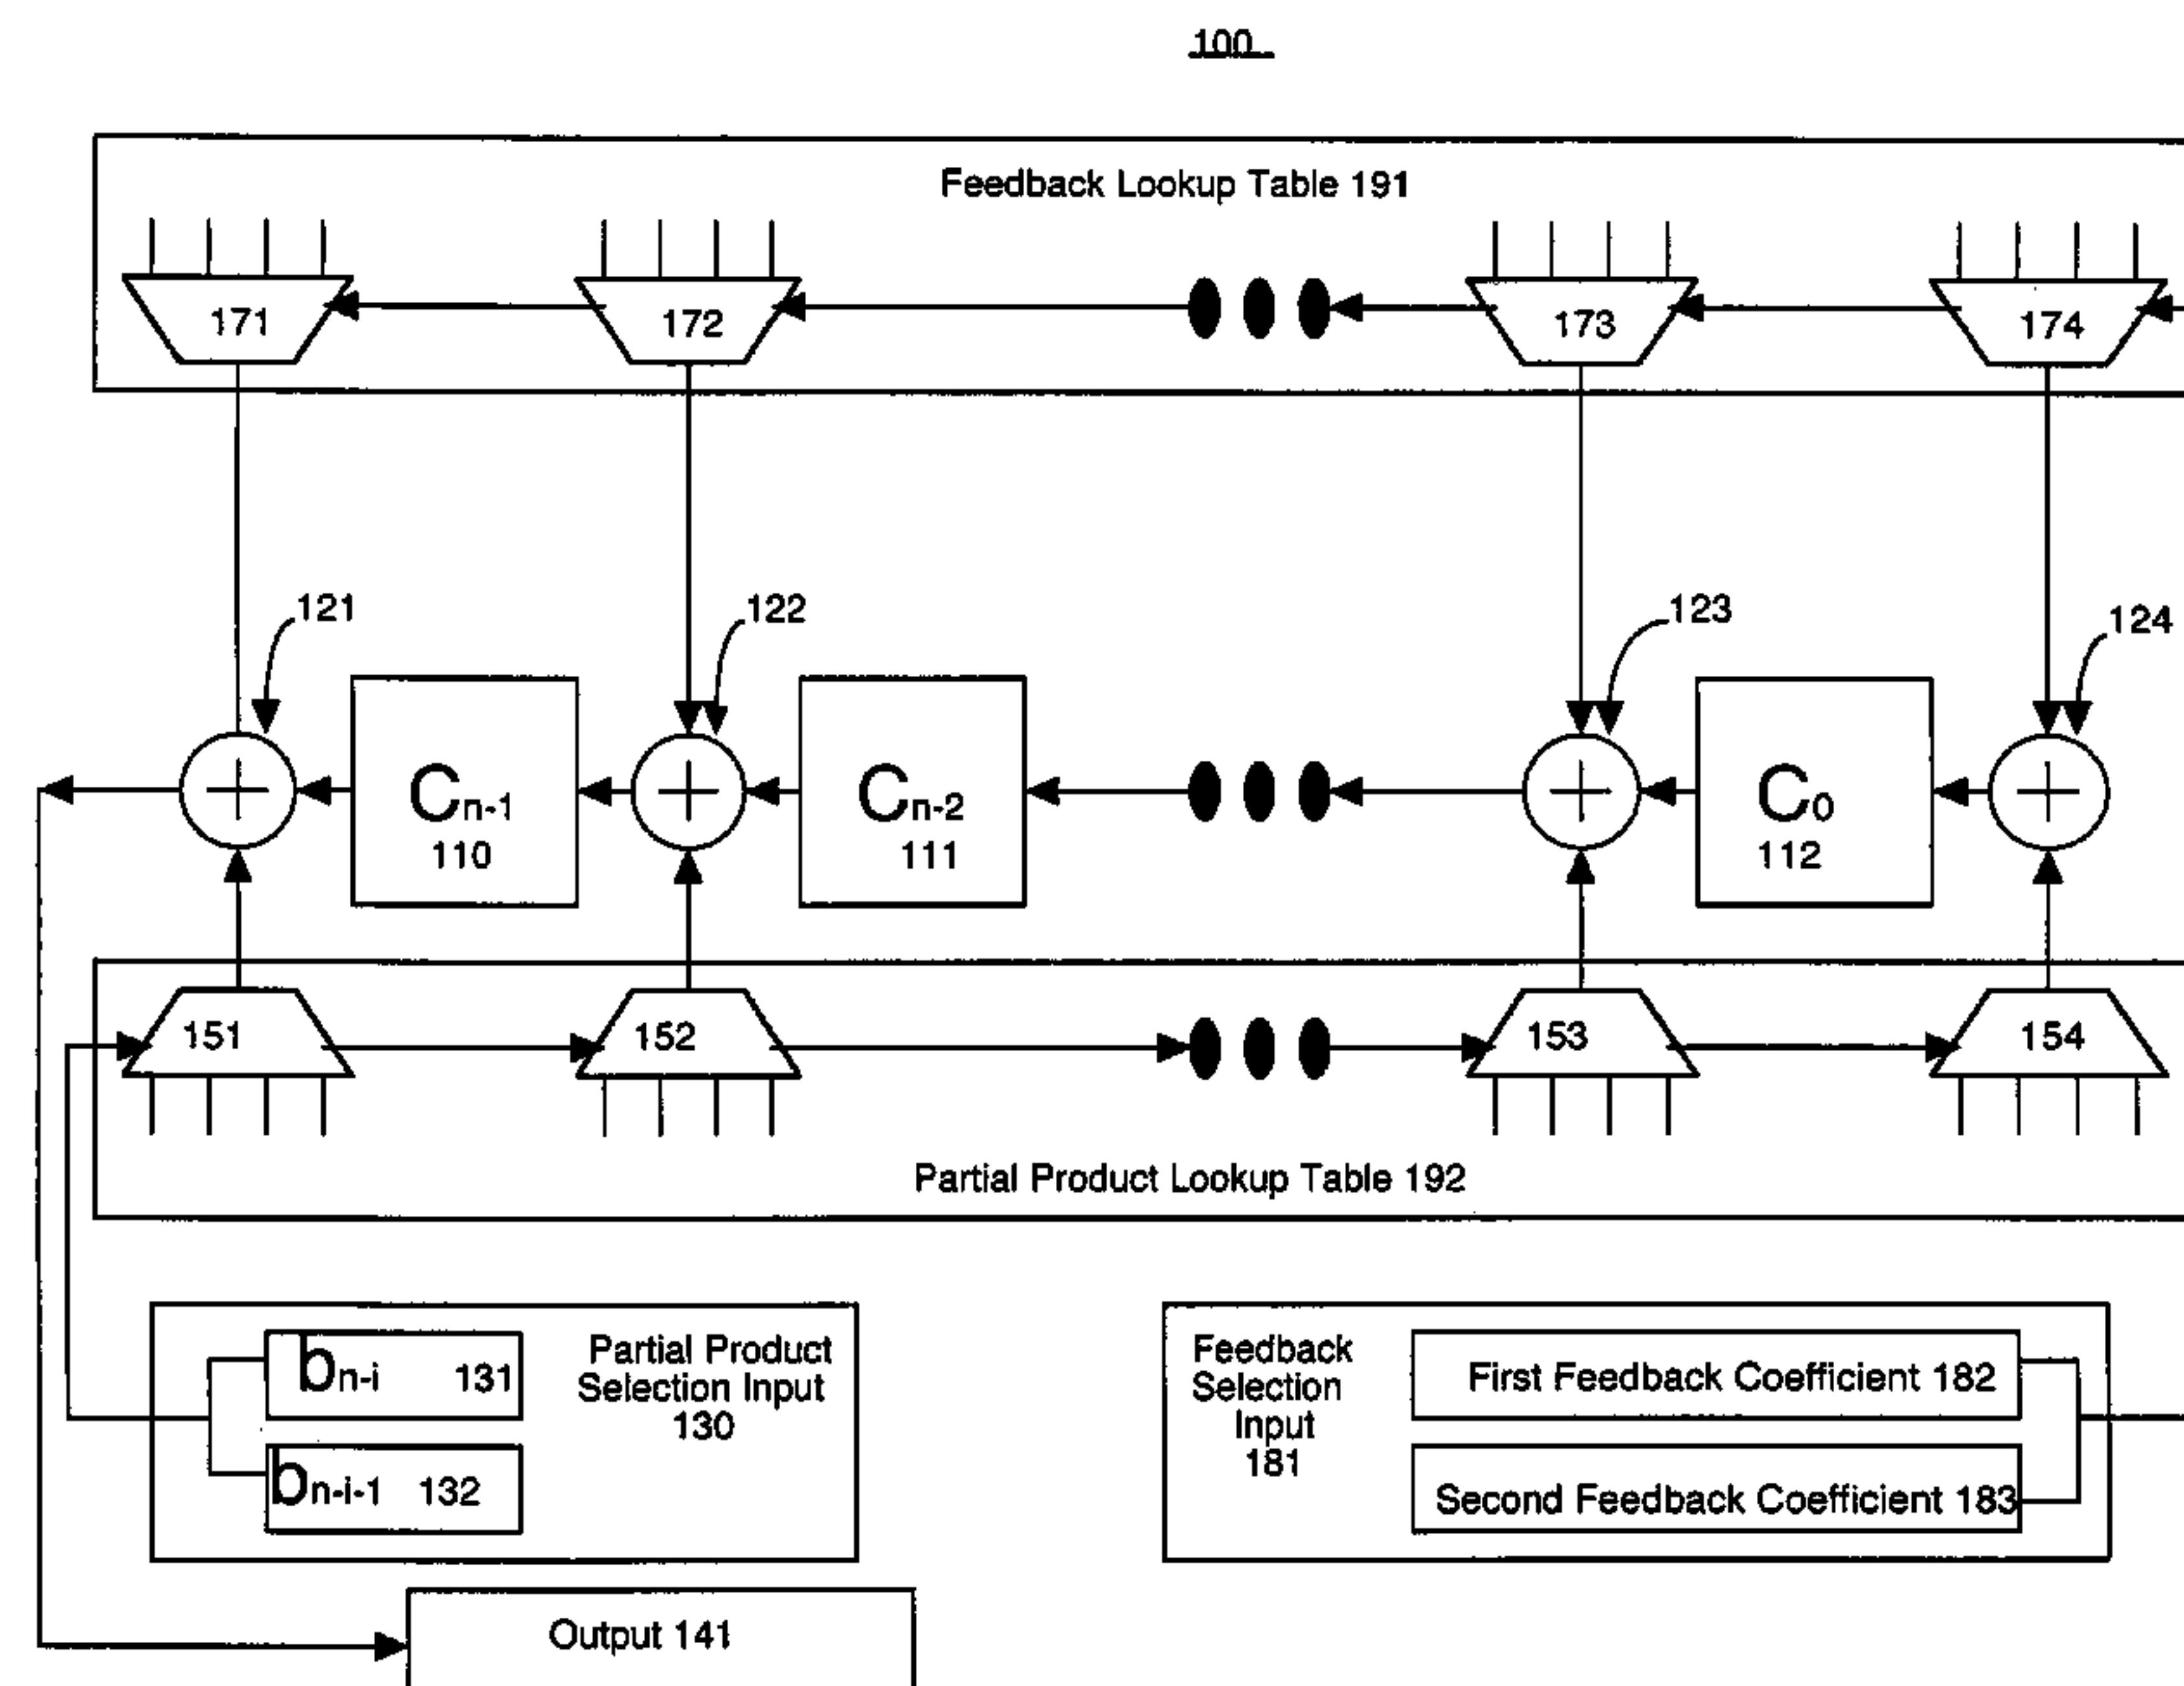 100
Feedback Lookup Table 191
171
172
173
174
121
122
123
124
Cn-1
110
Cn-2
111
C0
112
151
152
153
154
Partial Product Lookup Table 192
bn-i 131
bn-i-1 132
Partial Product
Selection Input
130
Feedback
Selection
Input
181
First Feedback Coefficient 182
Second Feedback Coefficient 183
Output 141